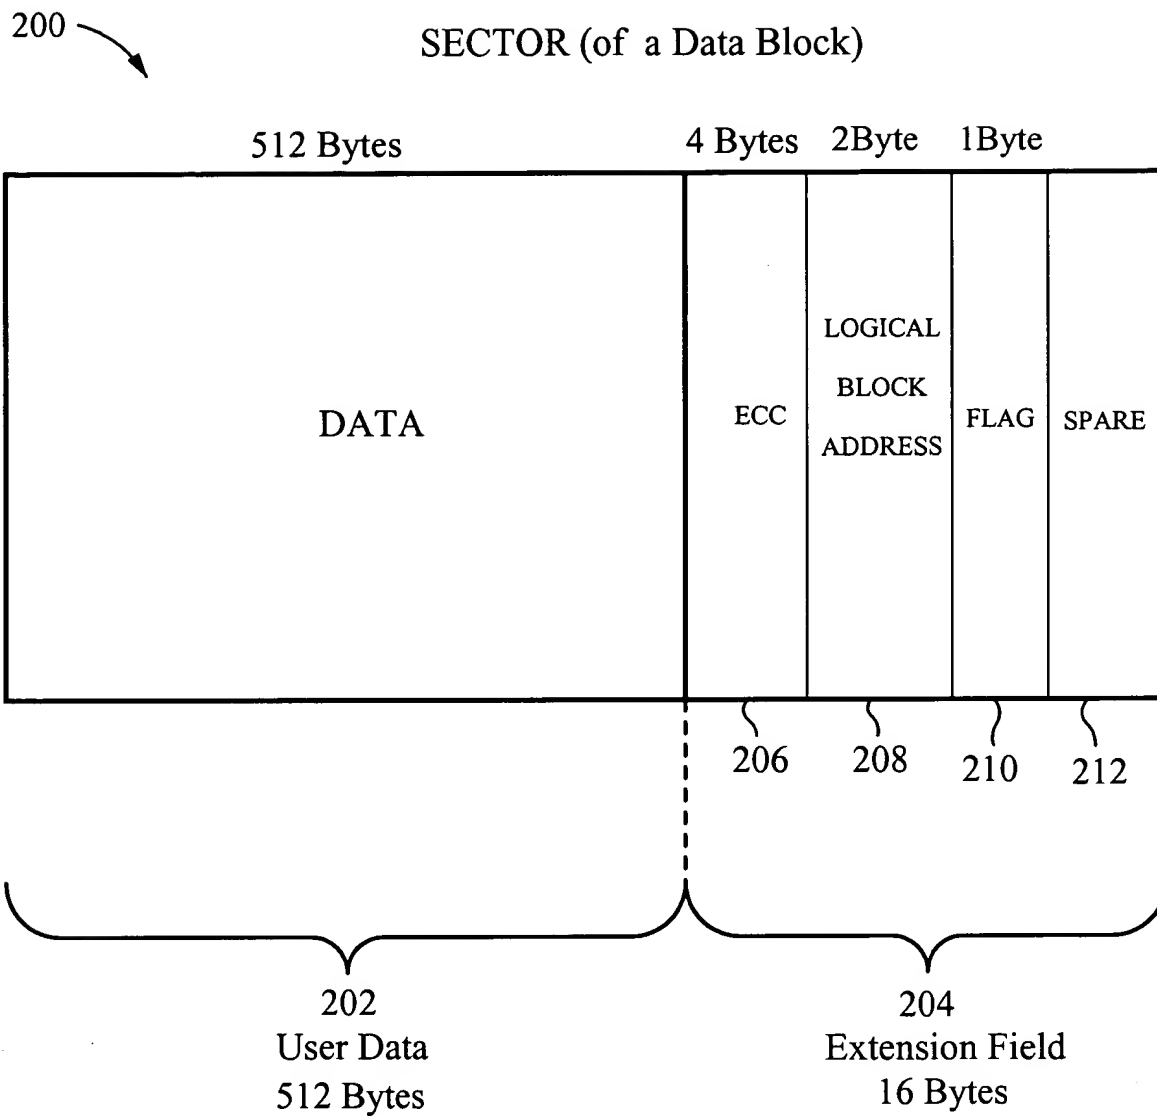 200
SECTOR (of a Data Block)
512 Bytes
4 Bytes
2Byte
1Byte
DATA
ECC
LOGICAL
BLOCK
ADDRESS
FLAG
SPARE
206
208
210
212
202
User Data
512 Bytes
204
Extension Field
16 Bytes